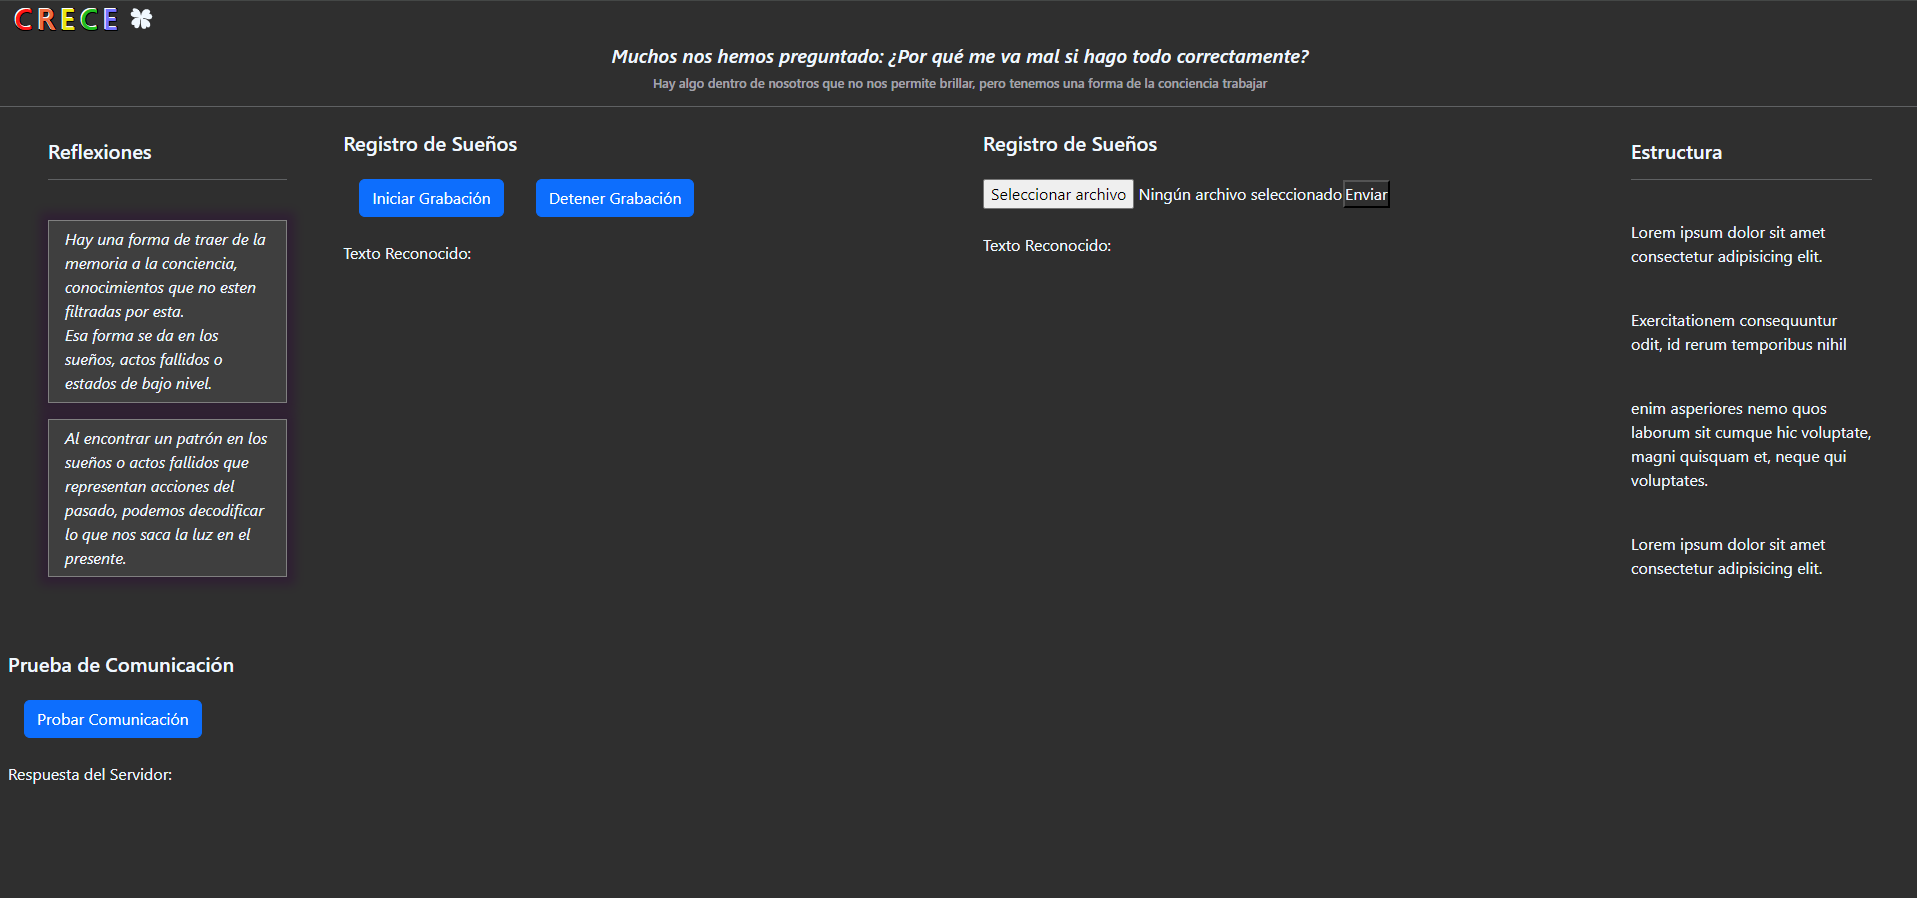 CRECE
Muchos nos hemos preguntado: ¿Por qué me va mal si hago todo correctamente?
Hay algo dentro de nosotros que no nos permite brillar, pero tenemos una forma de la conciencia trabajar
Reflexiones
Hay una forma de traer de la
memoria a la conciencia,
conocimientos que no esten
filtradas por esta.
Esa forma se da en los
sueños, actos fallidos o
estados de bajo nivel.
Al encontrar un patrón en los
sueños o actos fallidos que
representan acciones del
pasado, podemos decodificar
lo que nos saca la luz en el
presente.
Registro de Sueños
Iniciar Grabación
Detener Grabación
Texto Reconocido:
Registro de Sueños
Seleccionar archivo Ningún archivo seleccionado Enviar
Texto Reconocido:
Estructura
Lorem ipsum dolor sit amet
consectetur adipisicing elit.
Exercitationem consequuntur
odit, id rerum temporibus nihil
enim asperiores nemo quos
laborum sit cumque hic voluptate,
magni quisquam et, neque qui
voluptates.
Lorem ipsum dolor sit amet
consectetur adipisicing elit.
Prueba de Comunicación
Probar Comunicación
Respuesta del Servidor: